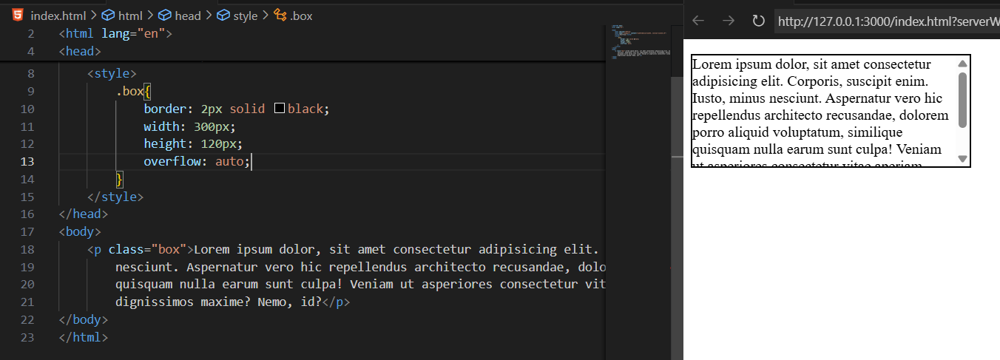 index.html > html > head > style > .box
2 <html lang="en">
4 <head>
8 <style>
9 .box{
10 border: 2px solid black;
11 width: 300px;
12 height: 120px;
13 overflow: auto;
14 }
15 </style>
16 </head>
17 <body>
18 <p class="box">Lorem ipsum dolor, sit amet consectetur adipisicing elit.
19 nesciunt. Aspernatur vero hic repellendus architecto recusandae, dolo
20 quisquam nulla earum sunt culpa! Veniam ut asperiores consectetur vit
21 dignissimos maxime? Nemo, id?</p>
22 </body>
23 </html>
http://127.0.0.1:3000/index.html?serverW
Lorem ipsum dolor, sit amet consectetur
adipisicing elit. Corporis, suscipit enim.
Iusto, minus nesciunt. Aspernatur vero hic
repellendus architecto recusandae, dolorem
porro aliquid voluptatum, similique
quisquam nulla earum sunt culpa! Veniam
ut asperiores consectetur vitae aperiam